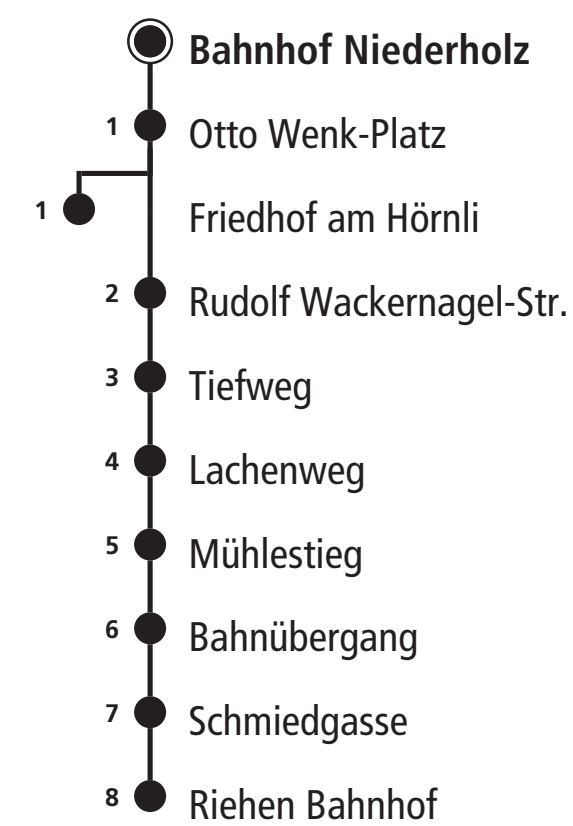 Bahnhof Niederholz
1 Otto Wenk-Platz
1 Friedhof am Hörnli
2 Rudolf Wackernagel-Str.
3 Tiefweg
4 Lachenweg
5 Mühlestieg
6 Bahnübergang
7 Schmiedgasse
8 Riehen Bahnhof